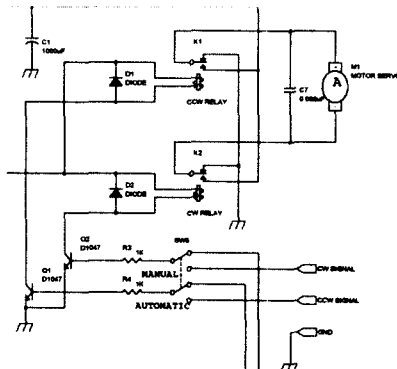 C1
1000uF
K1
D1
DIODE
CCW RELAY
M1
MOTOR SERVO
A
C7
K2
D2
DIODE
CW RELAY
Q2
D1047
R3
1K
SW6
Q1
D1047
MANUAL
R4
1K
AUTOMATIC
CW SIGNAL
CCW SIGNAL
GND